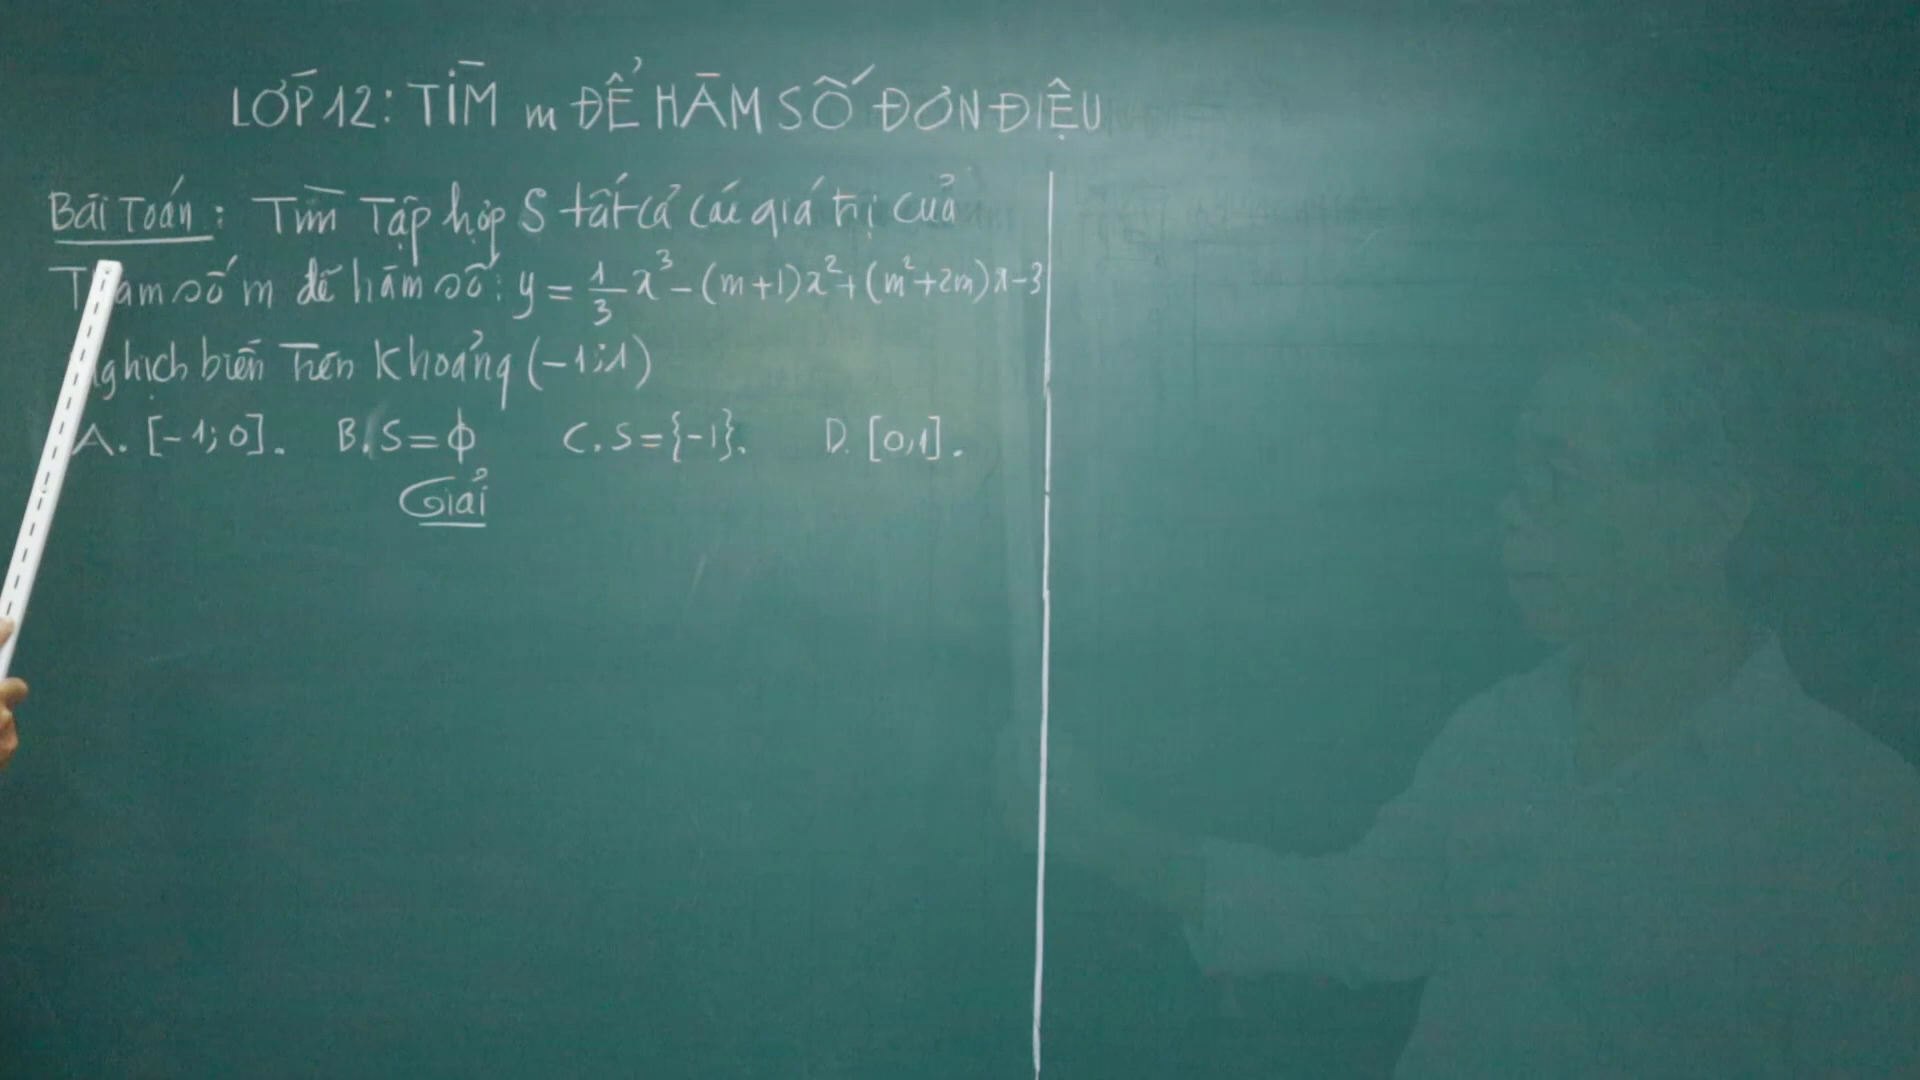 LỚP 12: TÌM m ĐỂ HÀM SỐ ĐƠN ĐIỆU
Bài Toán: Tìm Tập hợp S tất cả các giá trị của
Tham số m để hàm số: y = \frac{1}{3}x³ - (m+1)x² + (m²+2m)x - 3
Nghịch biến Trên Khoảng (-1;1)
A. [-1;0]. B. S = ϕ C. S = {-1}. D. [0,1].
Giải